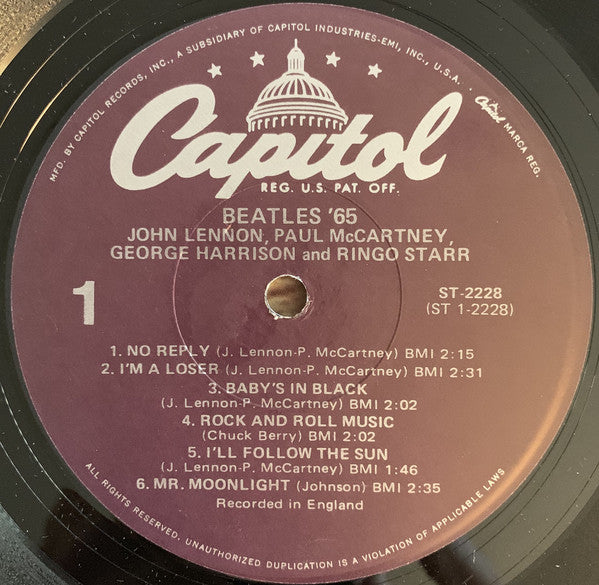 MFD. BY CAPITOL RECORDS, INC., A SUBSIDIARY OF CAPITOL INDUSTRIES-EMI, INC., U.S.A. . Capitol MARCA REG.
Capitol
REG. U.S. PAT. OFF.
BEATLES '65
JOHN LENNON, PAUL McCARTNEY,
GEORGE HARRISON and RINGO STARR
1
ST-2228
(ST 1-2228)
1. NO REPLY (J. Lennon-P. McCartney) BMI 2:15
2. I'M A LOSER (J. Lennon-P. McCartney) BMI 2:31
3. BABY'S IN BLACK
(J. Lennon-P. McCartney) BMI 2:02
4. ROCK AND ROLL MUSIC
(Chuck Berry) BMI 2:02
5. I'LL FOLLOW THE SUN
(J. Lennon-P. McCartney) BMI 1:46
6. MR. MOONLIGHT (Johnson) BMI 2:35
Recorded in England
ALL RIGHTS RESERVED. UNAUTHORIZED DUPLICATION IS A VIOLATION OF APPLICABLE LAWS